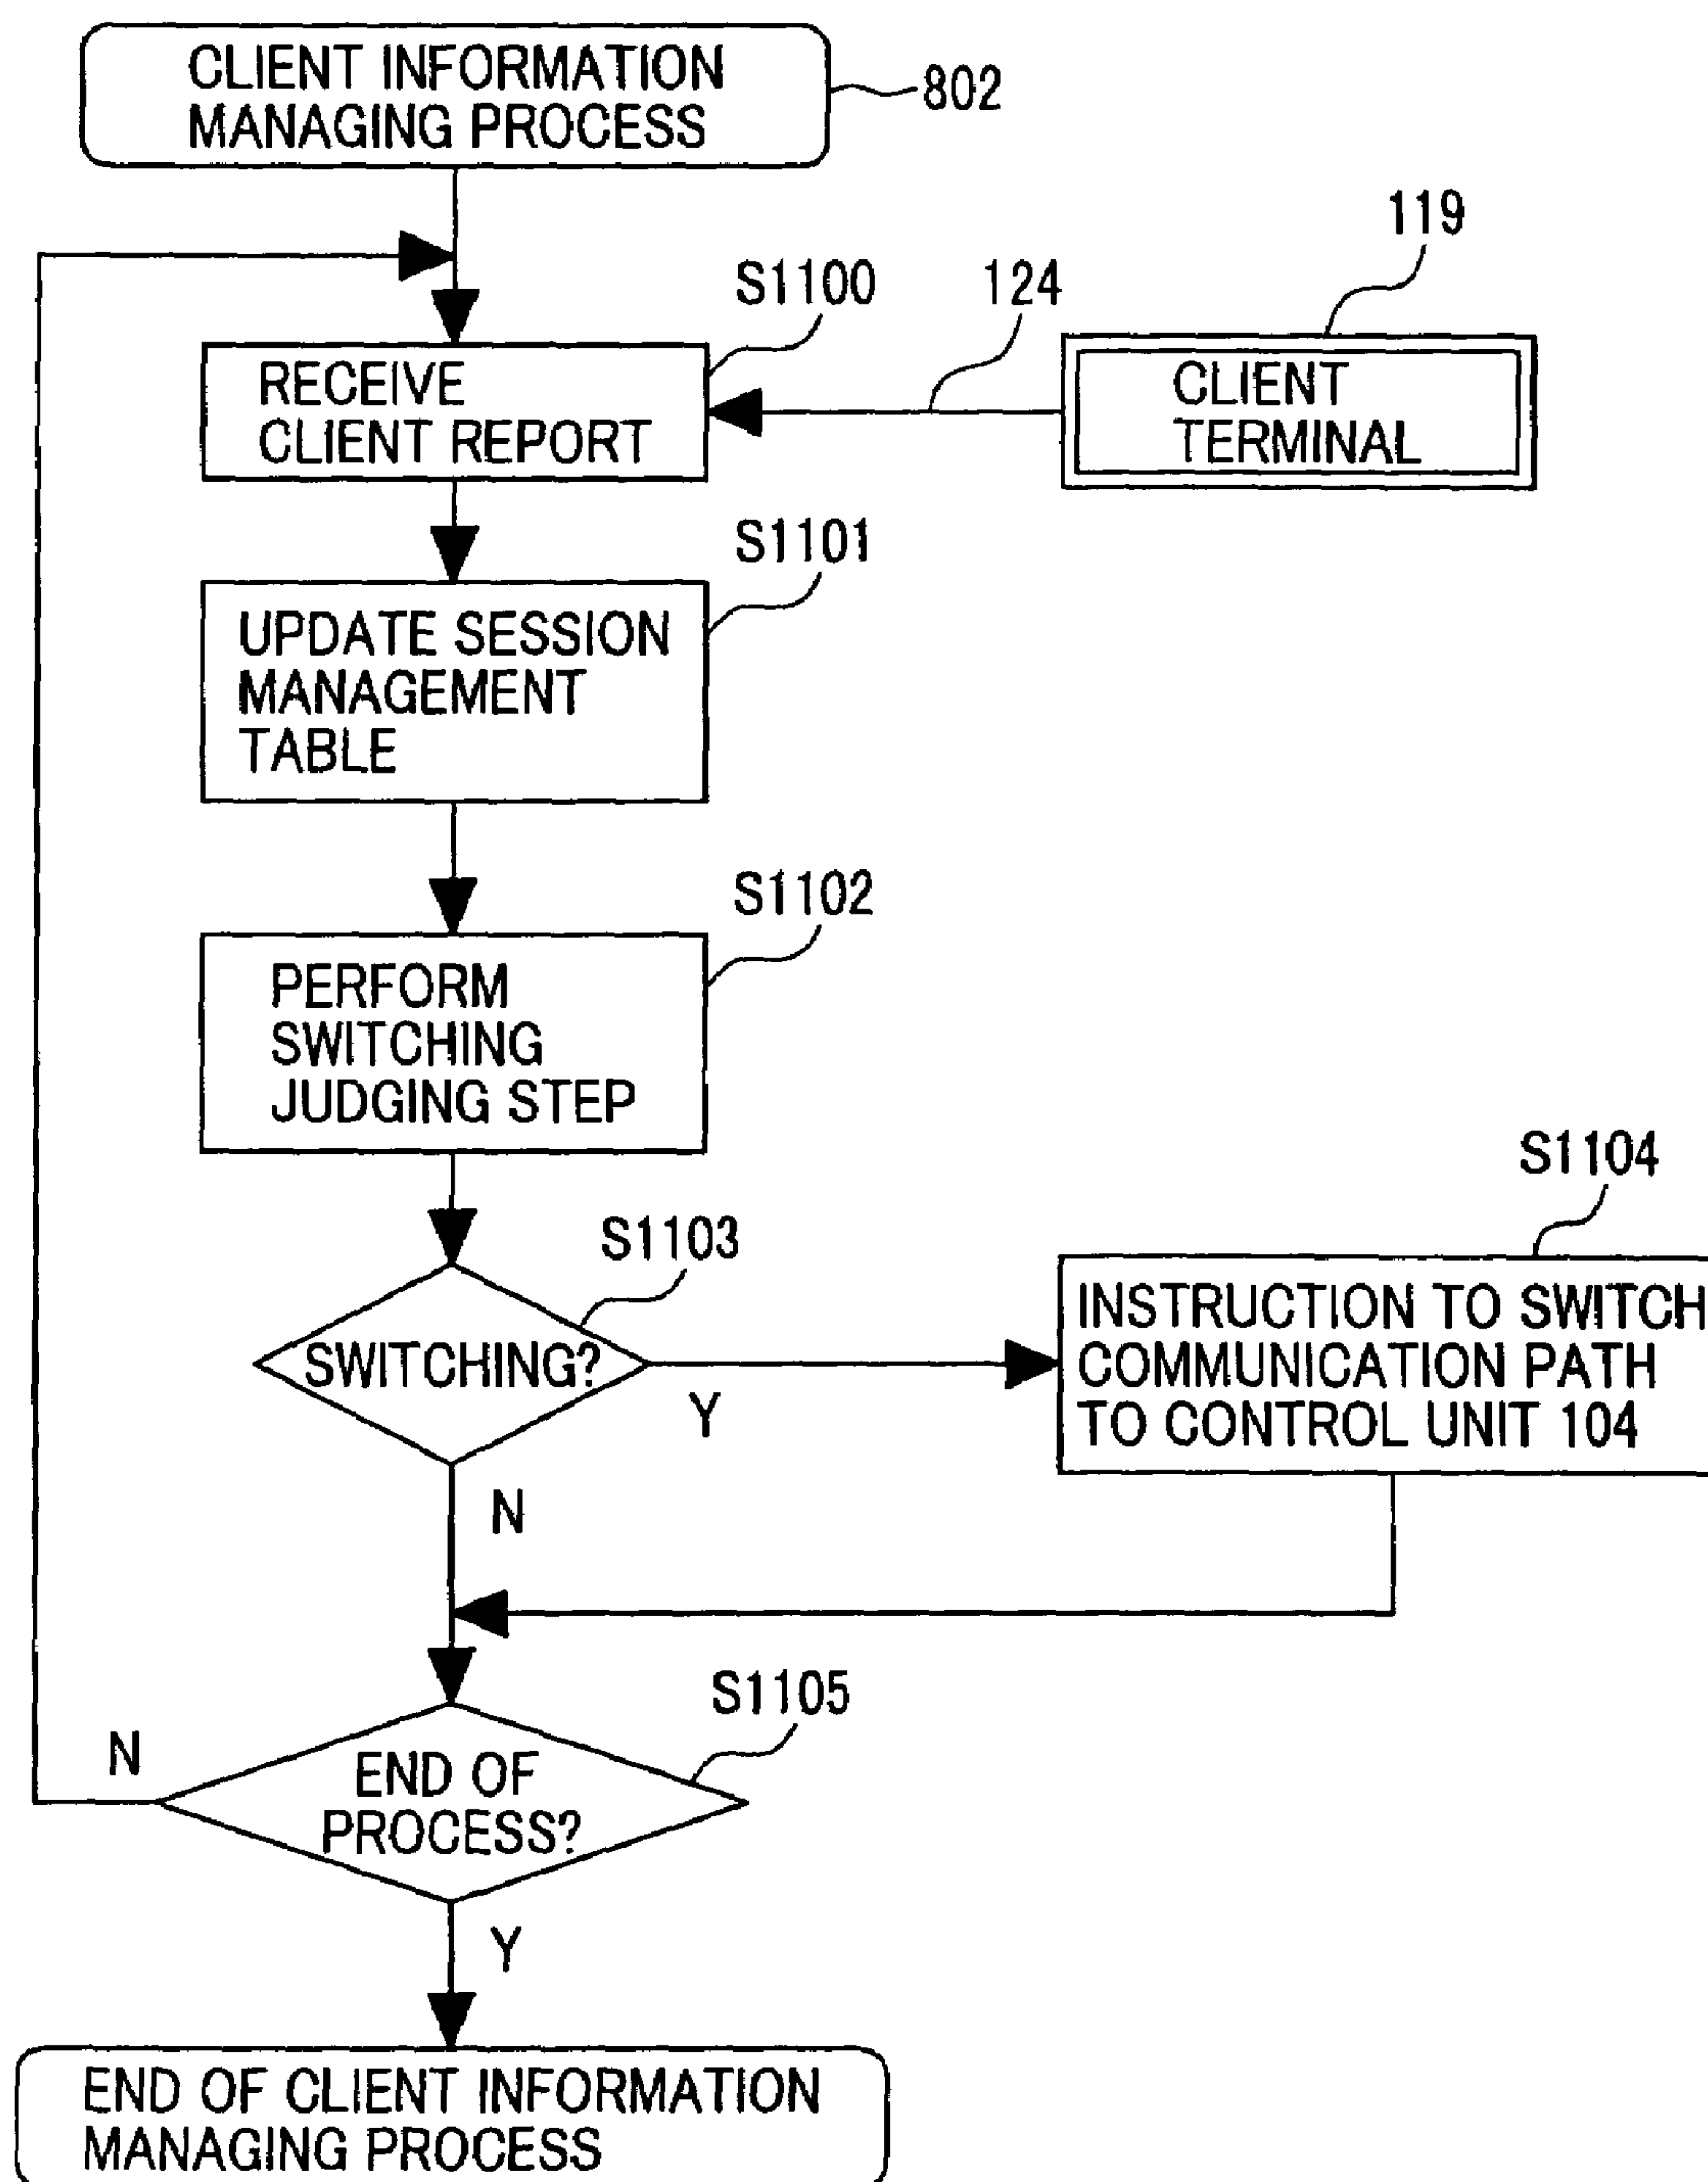 CLIENT INFORMATION
MANAGING PROCESS
802
119
S1100
124
RECEIVE
CLIENT REPORT
CLIENT
TERMINAL
S1101
UPDATE SESSION
MANAGEMENT
TABLE
S1102
PERFORM
SWITCHING
JUDGING STEP
S1104
S1103
INSTRUCTION TO SWITCH
COMMUNICATION PATH
TO CONTROL UNIT 104
SWITCHING?
Y
N
S1105
N
END OF
PROCESS?
Y
END OF CLIENT INFORMATION
MANAGING PROCESS